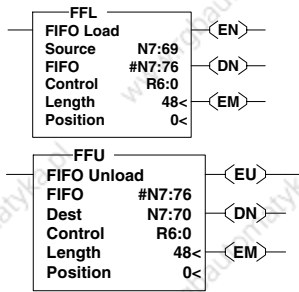 FFL
FIFO Load
(EN)
Source N7:69
FIFO #N7:76
(DN)
Control R6:0
Length 48<
(EM)
Position 0<
FFU
FIFO Unload
(EU)
FIFO #N7:76
Dest N7:70
(DN)
Control R6:0
Length 48<
(EM)
Position 0<